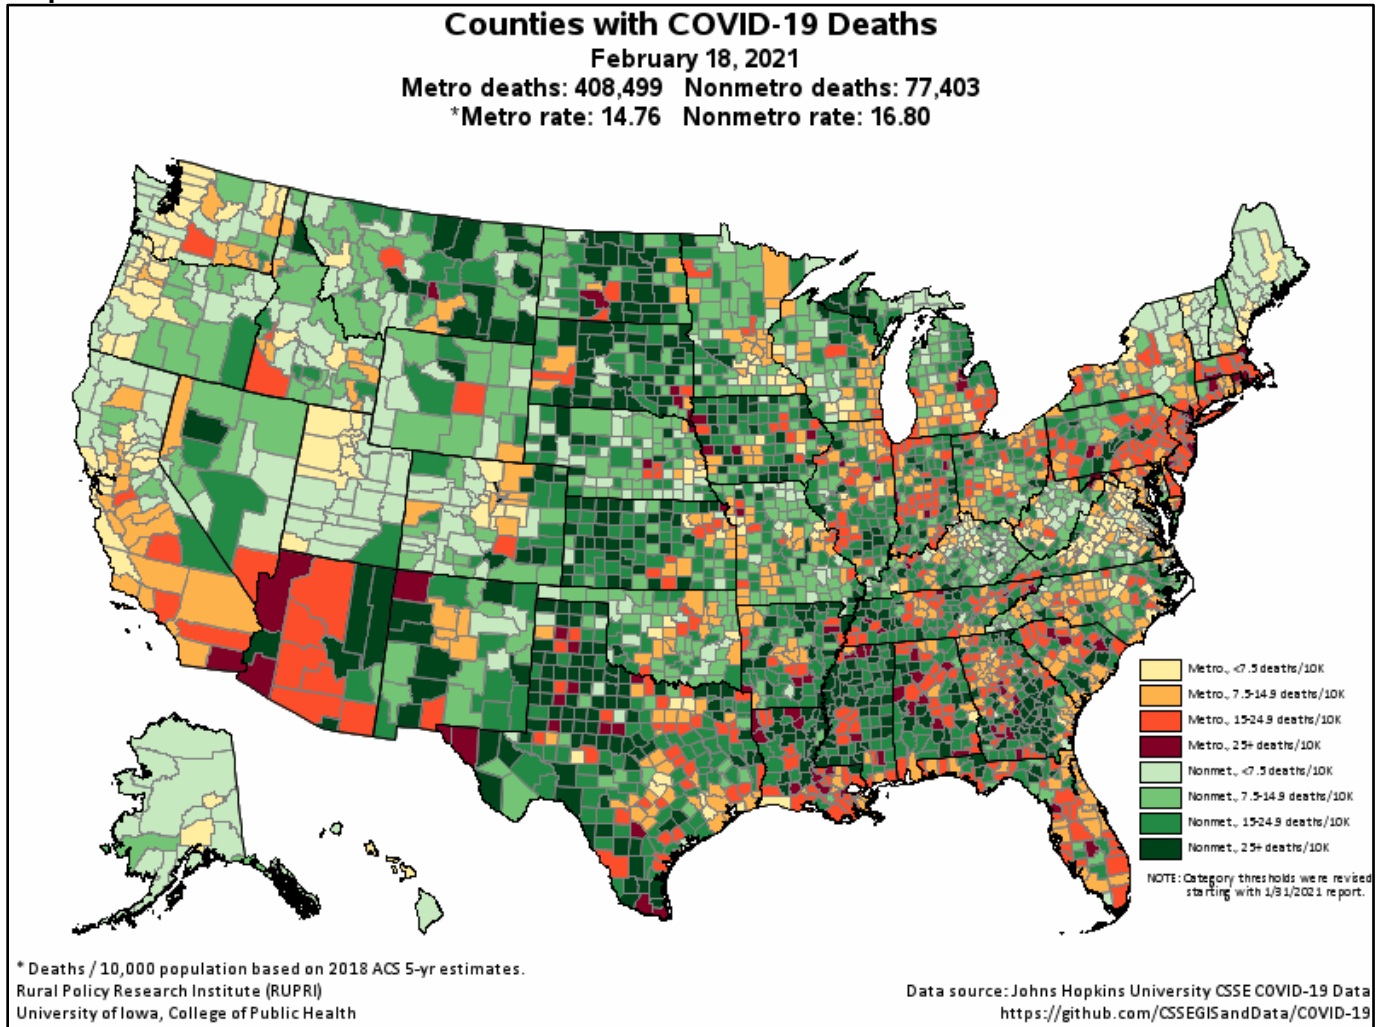 Counties with COVID-19 Deaths
February 18, 2021
Metro deaths: 408,499 Nonmetro deaths: 77,403
*Metro rate: 14.76 Nonmetro rate: 16.80
Metro., <7.5 deaths/10K
Metro., 7.5-14.9 deaths/10K
Metro., 15-24.9 deaths/10K
Metro., 25+ deaths/10K
Nonmet., <7.5 deaths/10K
Nonmet., 7.5-14.9 deaths/10K
Nonmet., 15-24.9 deaths/10K
Nonmet., 25+ deaths/10K
NOTE: Category thresholds were revised
starting with 1/31/2021 report.
* Deaths / 10,000 population based on 2018 ACS 5-yr estimates.
Rural Policy Research Institute (RUPRI)
University of Iowa, College of Public Health
Data source: Johns Hopkins University CSSE COVID-19 Data
https://github.com/CSSEGISandData/COVID-19